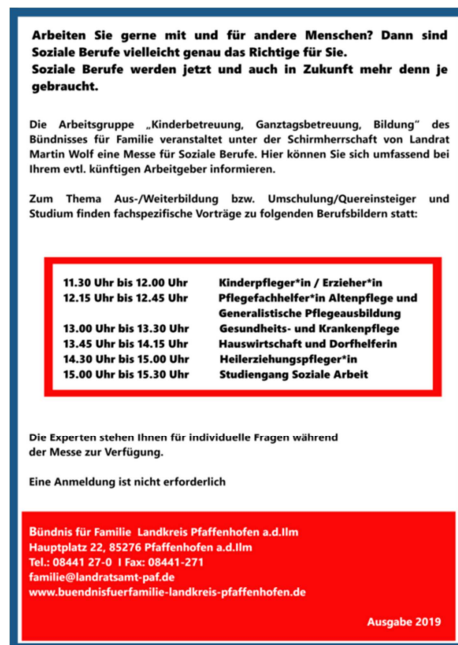 Arbeiten Sie gerne mit und für andere Menschen? Dann sind
Soziale Berufe vielleicht genau das Richtige für Sie.
Soziale Berufe werden jetzt und auch in Zukunft mehr denn je
gebraucht.
Die Arbeitsgruppe „Kinderbetreuung, Ganztagsbetreuung, Bildung" des
Bündnisses für Familie veranstaltet unter der Schirmherrschaft von Landrat
Martin Wolf eine Messe für Soziale Berufe. Hier können Sie sich umfassend bei
Ihrem evtl. künftigen Arbeitgeber informieren.
Zum Thema Aus-/Weiterbildung bzw. Umschulung/Quereinsteiger und
Studium finden fachspezifische Vorträge zu folgenden Berufsbildern statt:
11.30 Uhr bis 12.00 Uhr Kinderpfleger*in / Erzieher*in
12.15 Uhr bis 12.45 Uhr Pflegefachhelfer*in Altenpflege und
Generalistische Pflegeausbildung
13.00 Uhr bis 13.30 Uhr Gesundheits- und Krankenpflege
13.45 Uhr bis 14.15 Uhr Hauswirtschaft und Dorfhelferin
14.30 Uhr bis 15.00 Uhr Heilerziehungspfleger*in
15.00 Uhr bis 15.30 Uhr Studiengang Soziale Arbeit
Die Experten stehen Ihnen für individuelle Fragen während
der Messe zur Verfügung.
Eine Anmeldung ist nicht erforderlich
Bündnis für Familie Landkreis Pfaffenhofen a.d.Ilm
Hauptplatz 22, 85276 Pfaffenhofen a.d.Ilm
Tel.: 08441 27-0 I Fax: 08441-271
familie@landratsamt-paf.de
www.buendnisfuerfamilie-landkreis-pfaffenhofen.de
Ausgabe 2019